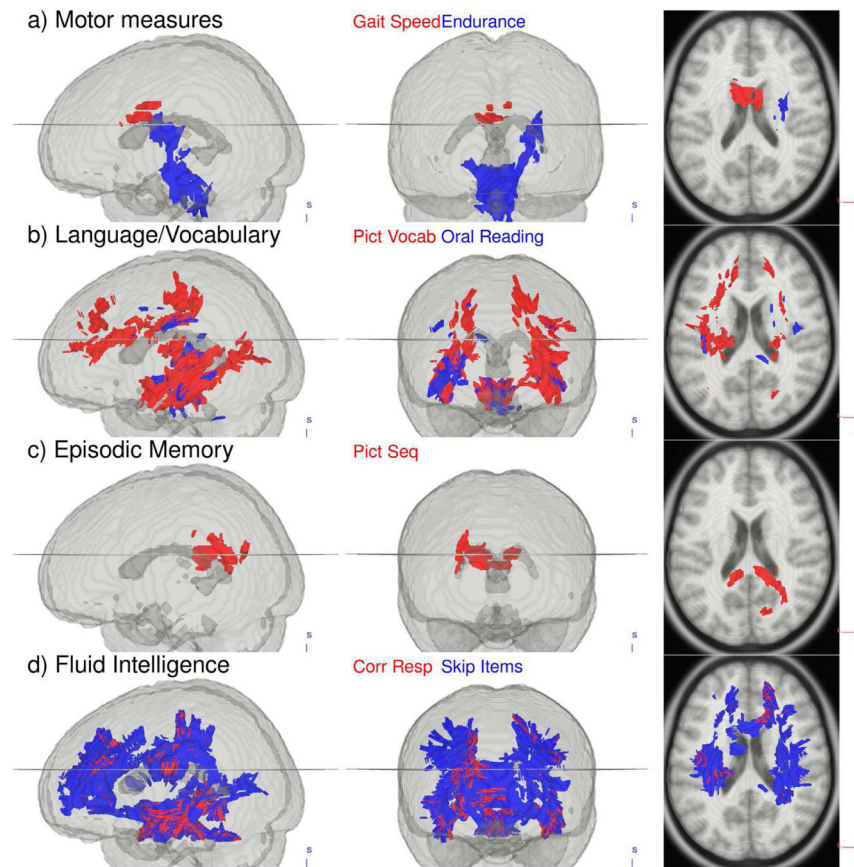 a) Motor measures
Gait Speed Endurance
S
b) Language/Vocabulary
Pict Vocab Oral Reading
S
c) Episodic Memory
Pict Seq
S
d) Fluid Intelligence
Corr Resp Skip Items
S